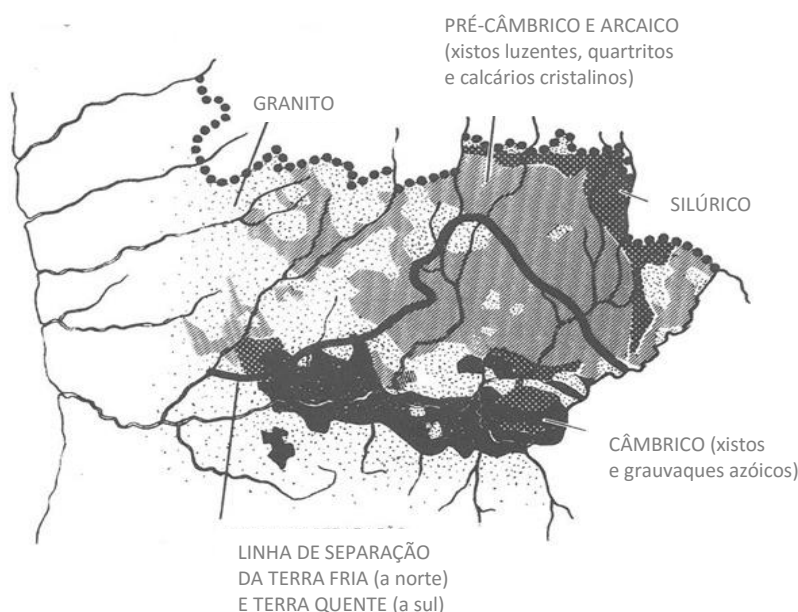 PRÉ-CÂMBRICO E ARCAICO
(xistos luzentes, quartritos
e calcários cristalinos)
GRANITO
SILÚRICO
CÂMBRICO (xistos
e grauvaques azóicos)
LINHA DE SEPARAÇÃO
DA TERRA FRIA (a norte)
E TERRA QUENTE (a sul)